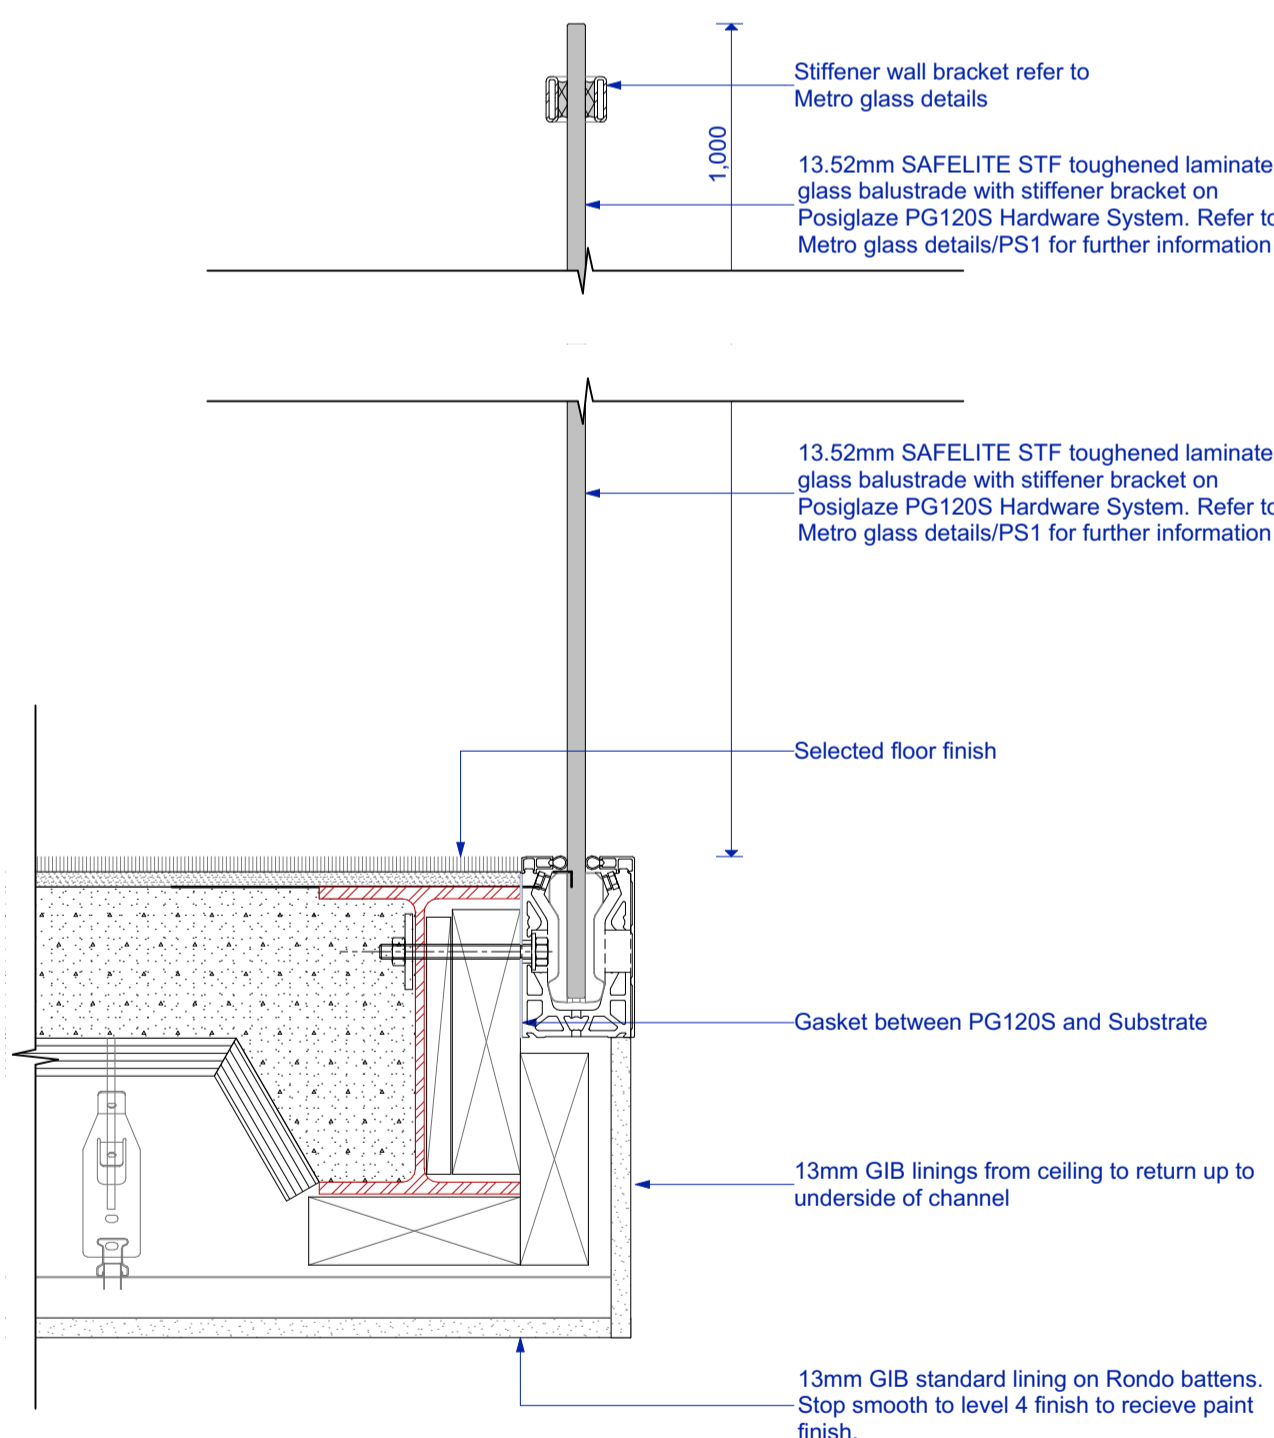 Stiffener wall bracket refer to
Metro glass details
1,000
13.52mm SAFELITE STF toughened laminate
glass balustrade with stiffener bracket on
Posiglaze PG120S Hardware System. Refer to
Metro glass details/PS1 for further information
13.52mm SAFELITE STF toughened laminate
glass balustrade with stiffener bracket on
Posiglaze PG120S Hardware System. Refer to
Metro glass details/PS1 for further information
Selected floor finish
Gasket between PG120S and Substrate
13mm GIB linings from ceiling to return up to
underside of channel
13mm GIB standard lining on Rondo battens.
Stop smooth to level 4 finish to recieve paint
finish.